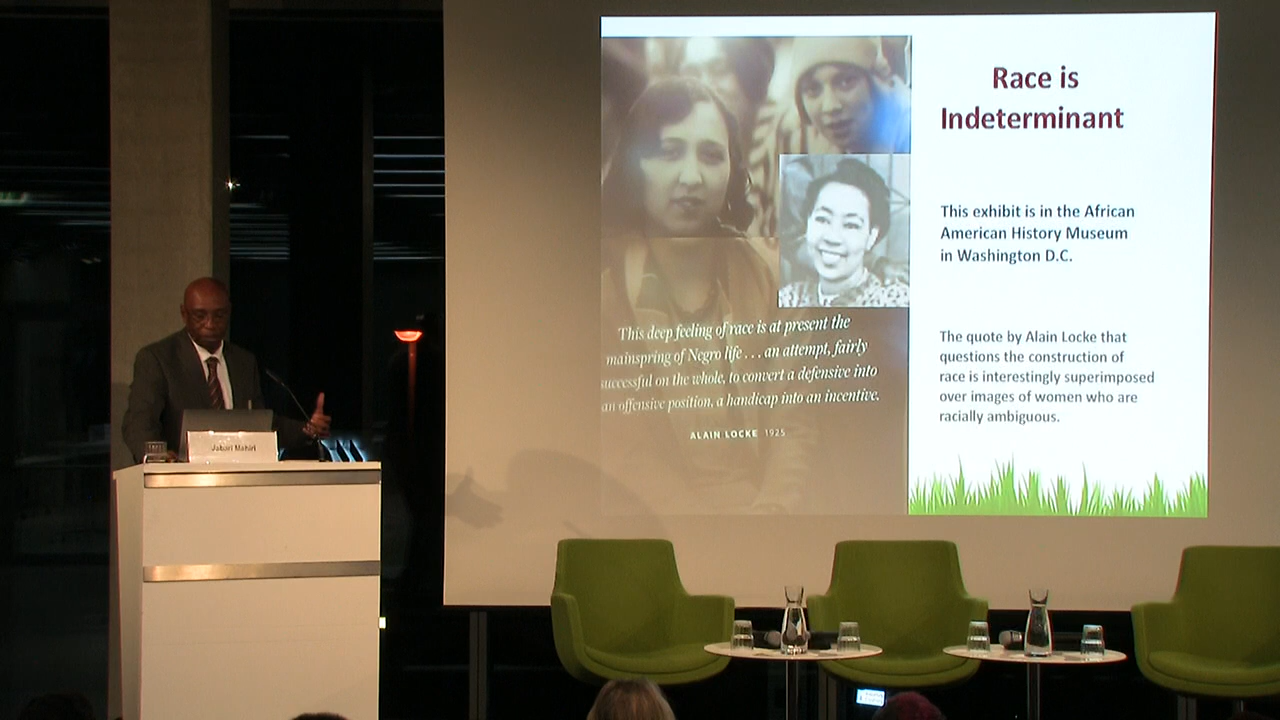 Race is
Indeterminant
This exhibit is in the African
American History Museum
in Washington D.C.
The quote by Alain Locke that
questions the construction of
race is interestingly superimposed
over images of women who are
racially ambiguous.
This deep feeling of race is at present the
mainspring of Negro life . . . an attempt, fairly
successful on the whole, to convert a defensive into
an offensive position, a handicap into an incentive.
ALAIN LOCKE 1925
Jabari Mahiri